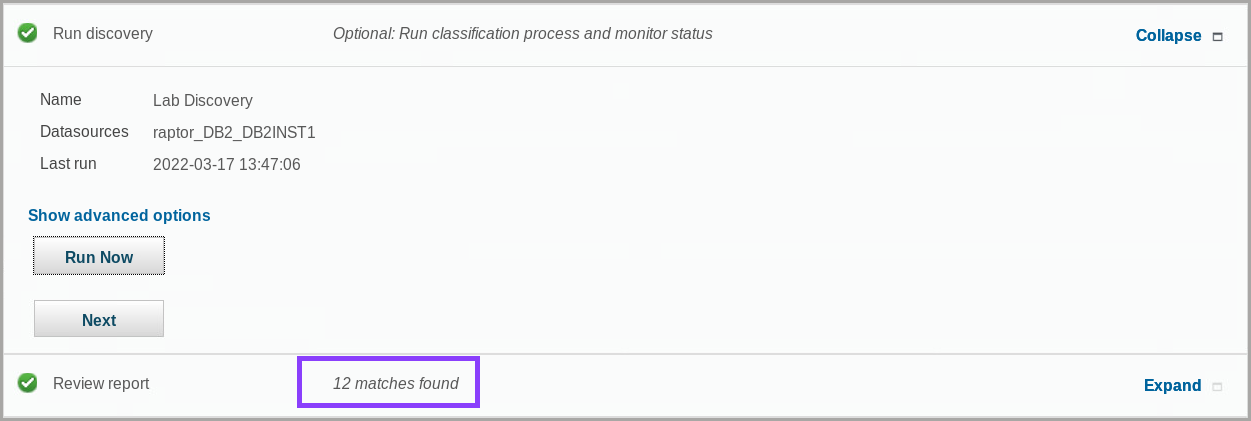 Run discovery Optional: Run classification process and monitor status Collapse
Name Lab Discovery
Datasources raptor_DB2_DB2INST1
Last run 2022-03-17 13:47:06
Show advanced options
Run Now
Next
Review report 12 matches found Expand